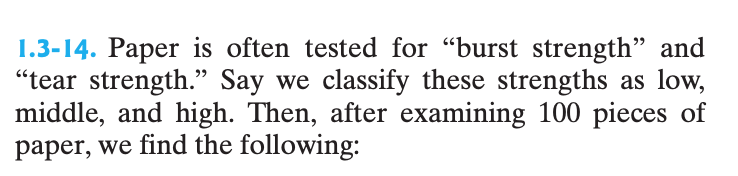 1.3-14. Paper is often tested for “burst strength” and
“tear strength.” Say we classify these strengths as low,
middle, and high. Then, after examining 100 pieces of
paper, we find the following: